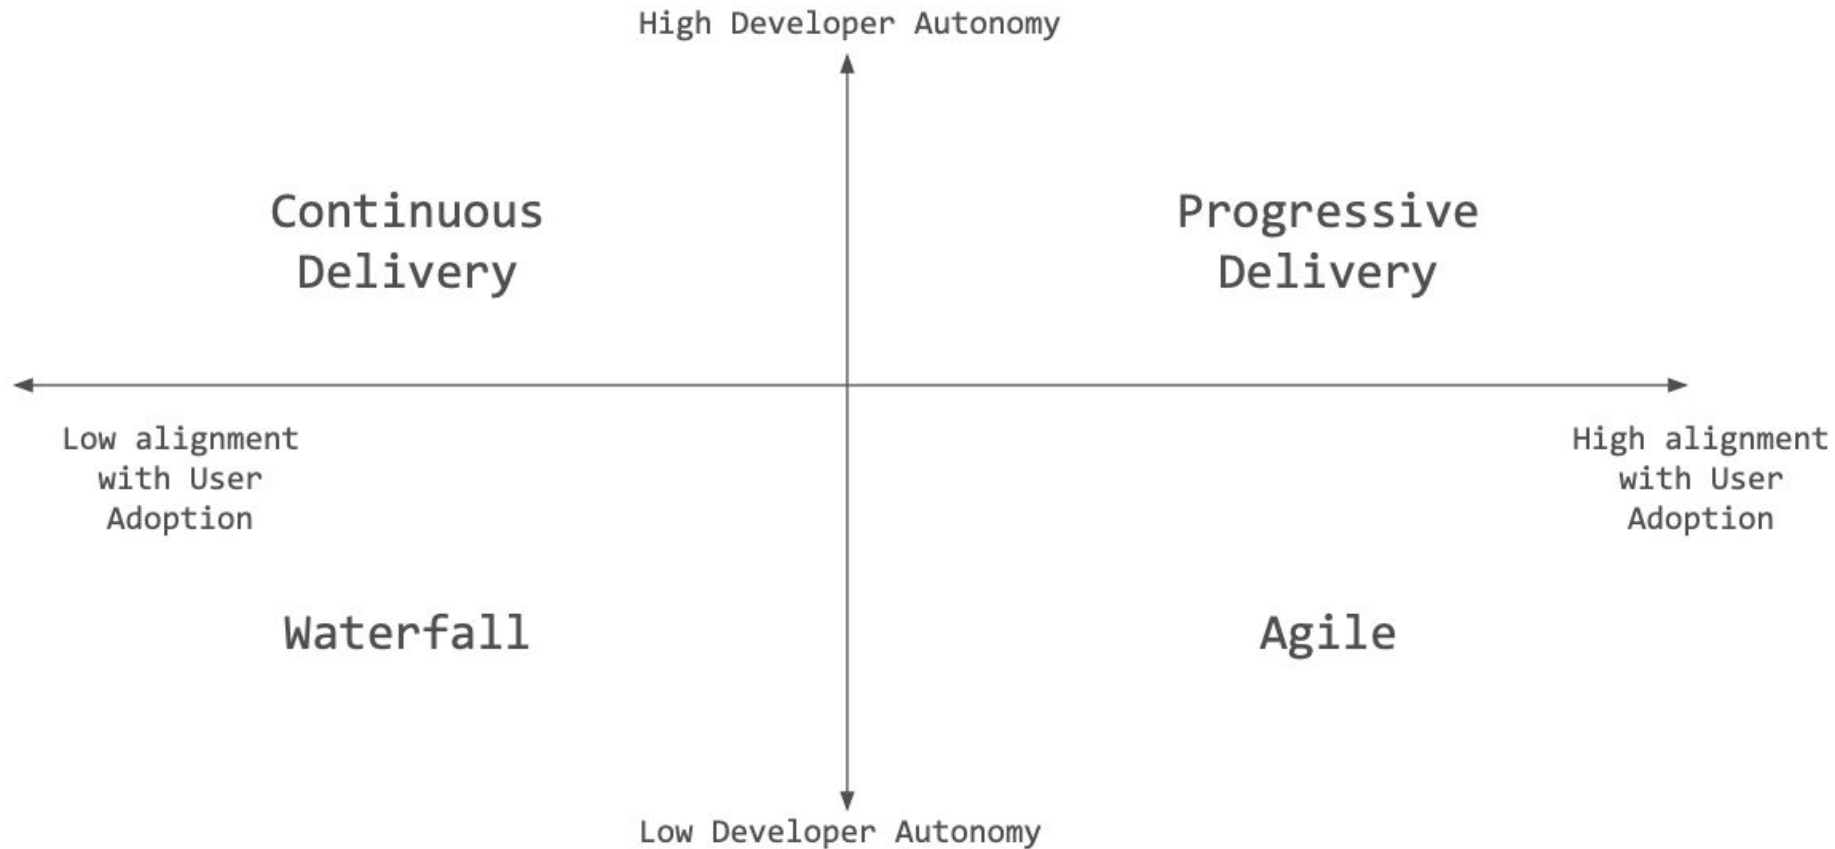 High Developer Autonomy
Continuous
Delivery
Progressive
Delivery
Low alignment
with User
Adoption
High alignment
with User
Adoption
Waterfall
Agile
Low Developer Autonomy